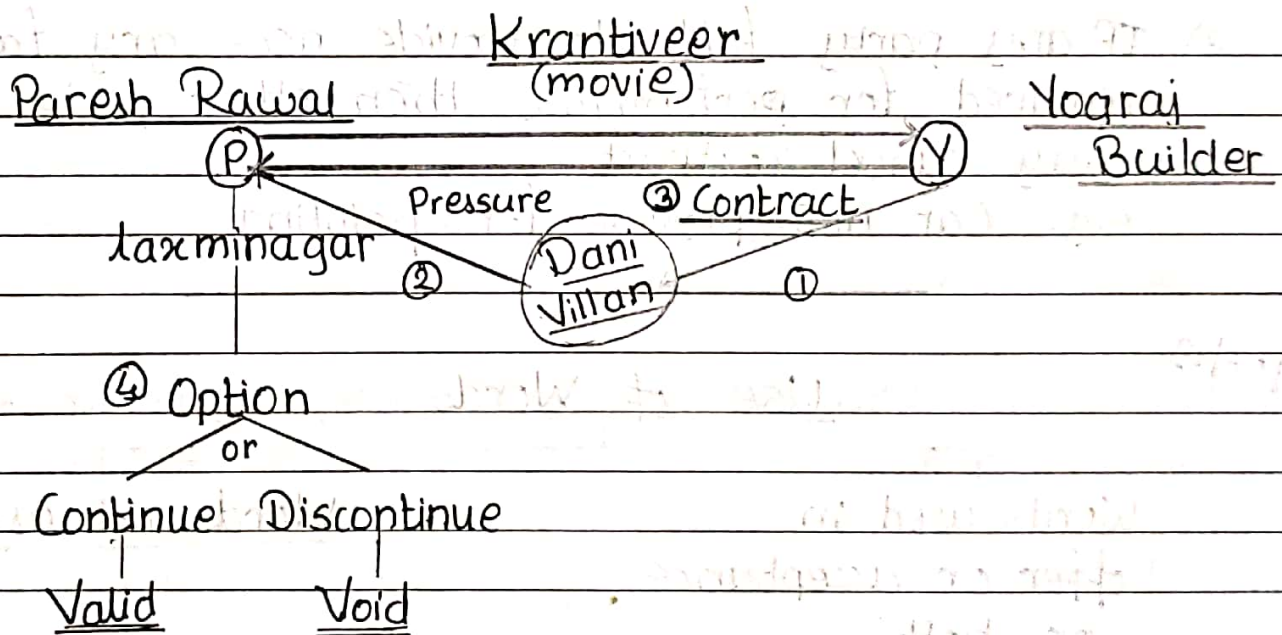 Krantiveer
(movie)
Paresh Rawal
Yograj
Builder
P
Y
Pressure
③ Contract
Laxminagar
②
Dani
Villan
①
④ Option
or
Continue Discontinue
Valid Void